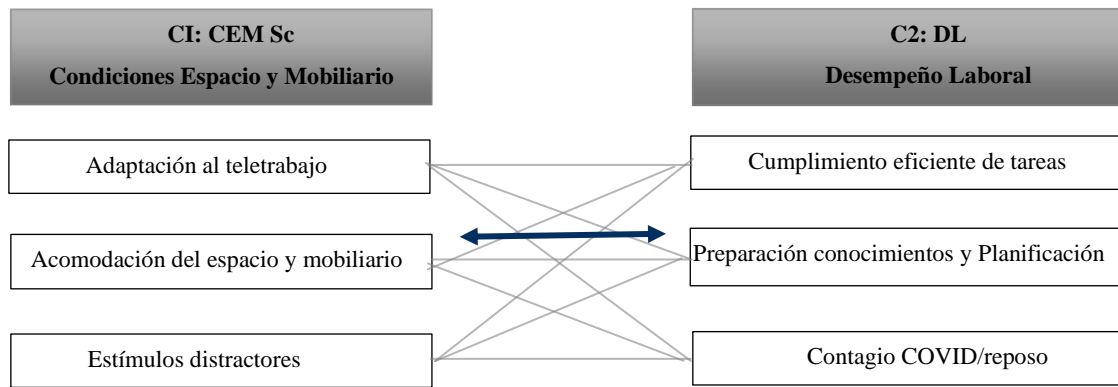 CI: CEM Sc
Condiciones Espacio y Mobiliario
C2: DL
Desempeño Laboral
Adaptación al teletrabajo
Cumplimiento eficiente de tareas
Acomodación del espacio y mobiliario
Preparación conocimientos y Planificación
Estímulos distractores
Contagio COVID/reposo